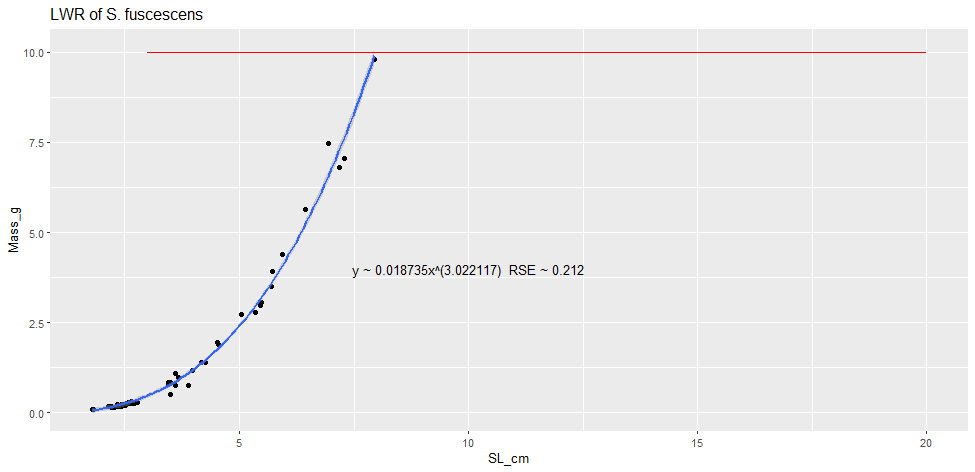 LWR of S. fuscescens
10.0
7.5
5.0
2.5
0.0
Mass_g
y ~ 0.018735x^(3.022117)  RSE ~ 0.212
5
10
15
20
SL_cm